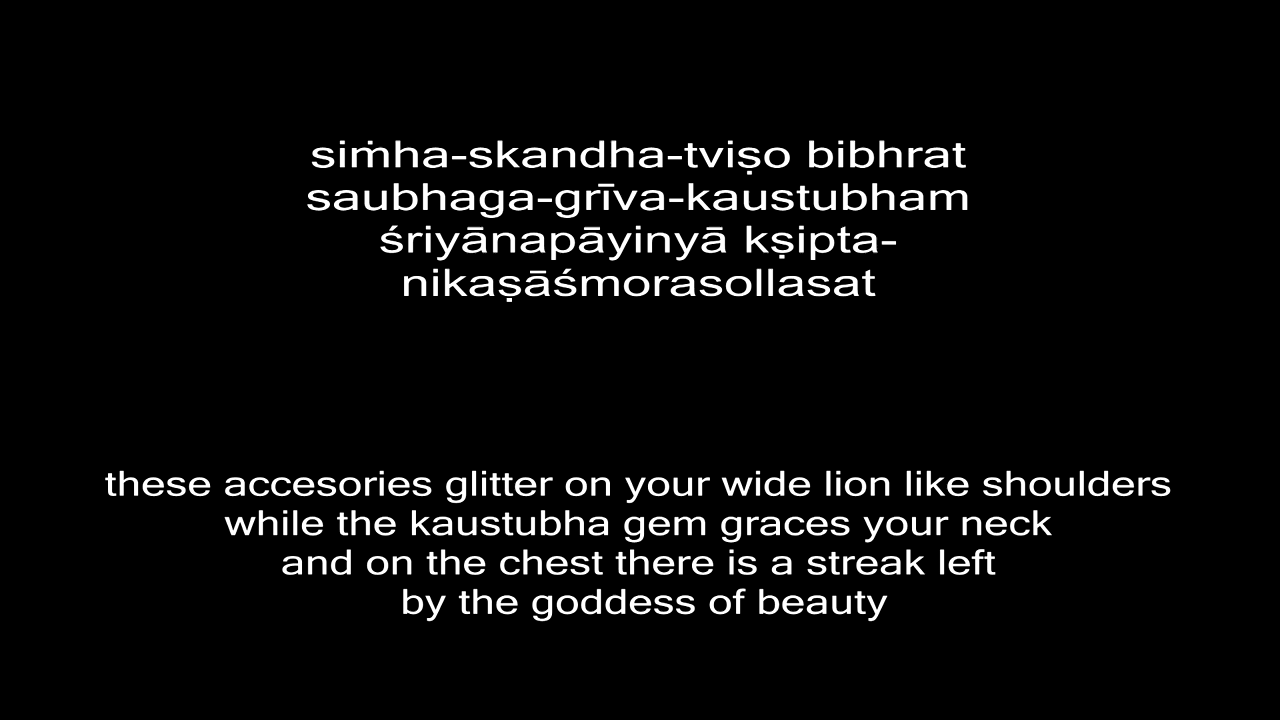 siṁha-skandha-tviṣo bibhrat
saubhaga-grīva-kaustubham
śriyānapāyinyā kṣipta-
nikaṣāśmorasollasat
these accesories glitter on your wide lion like shoulders
while the kaustubha gem graces your neck
and on the chest there is a streak left
by the goddess of beauty